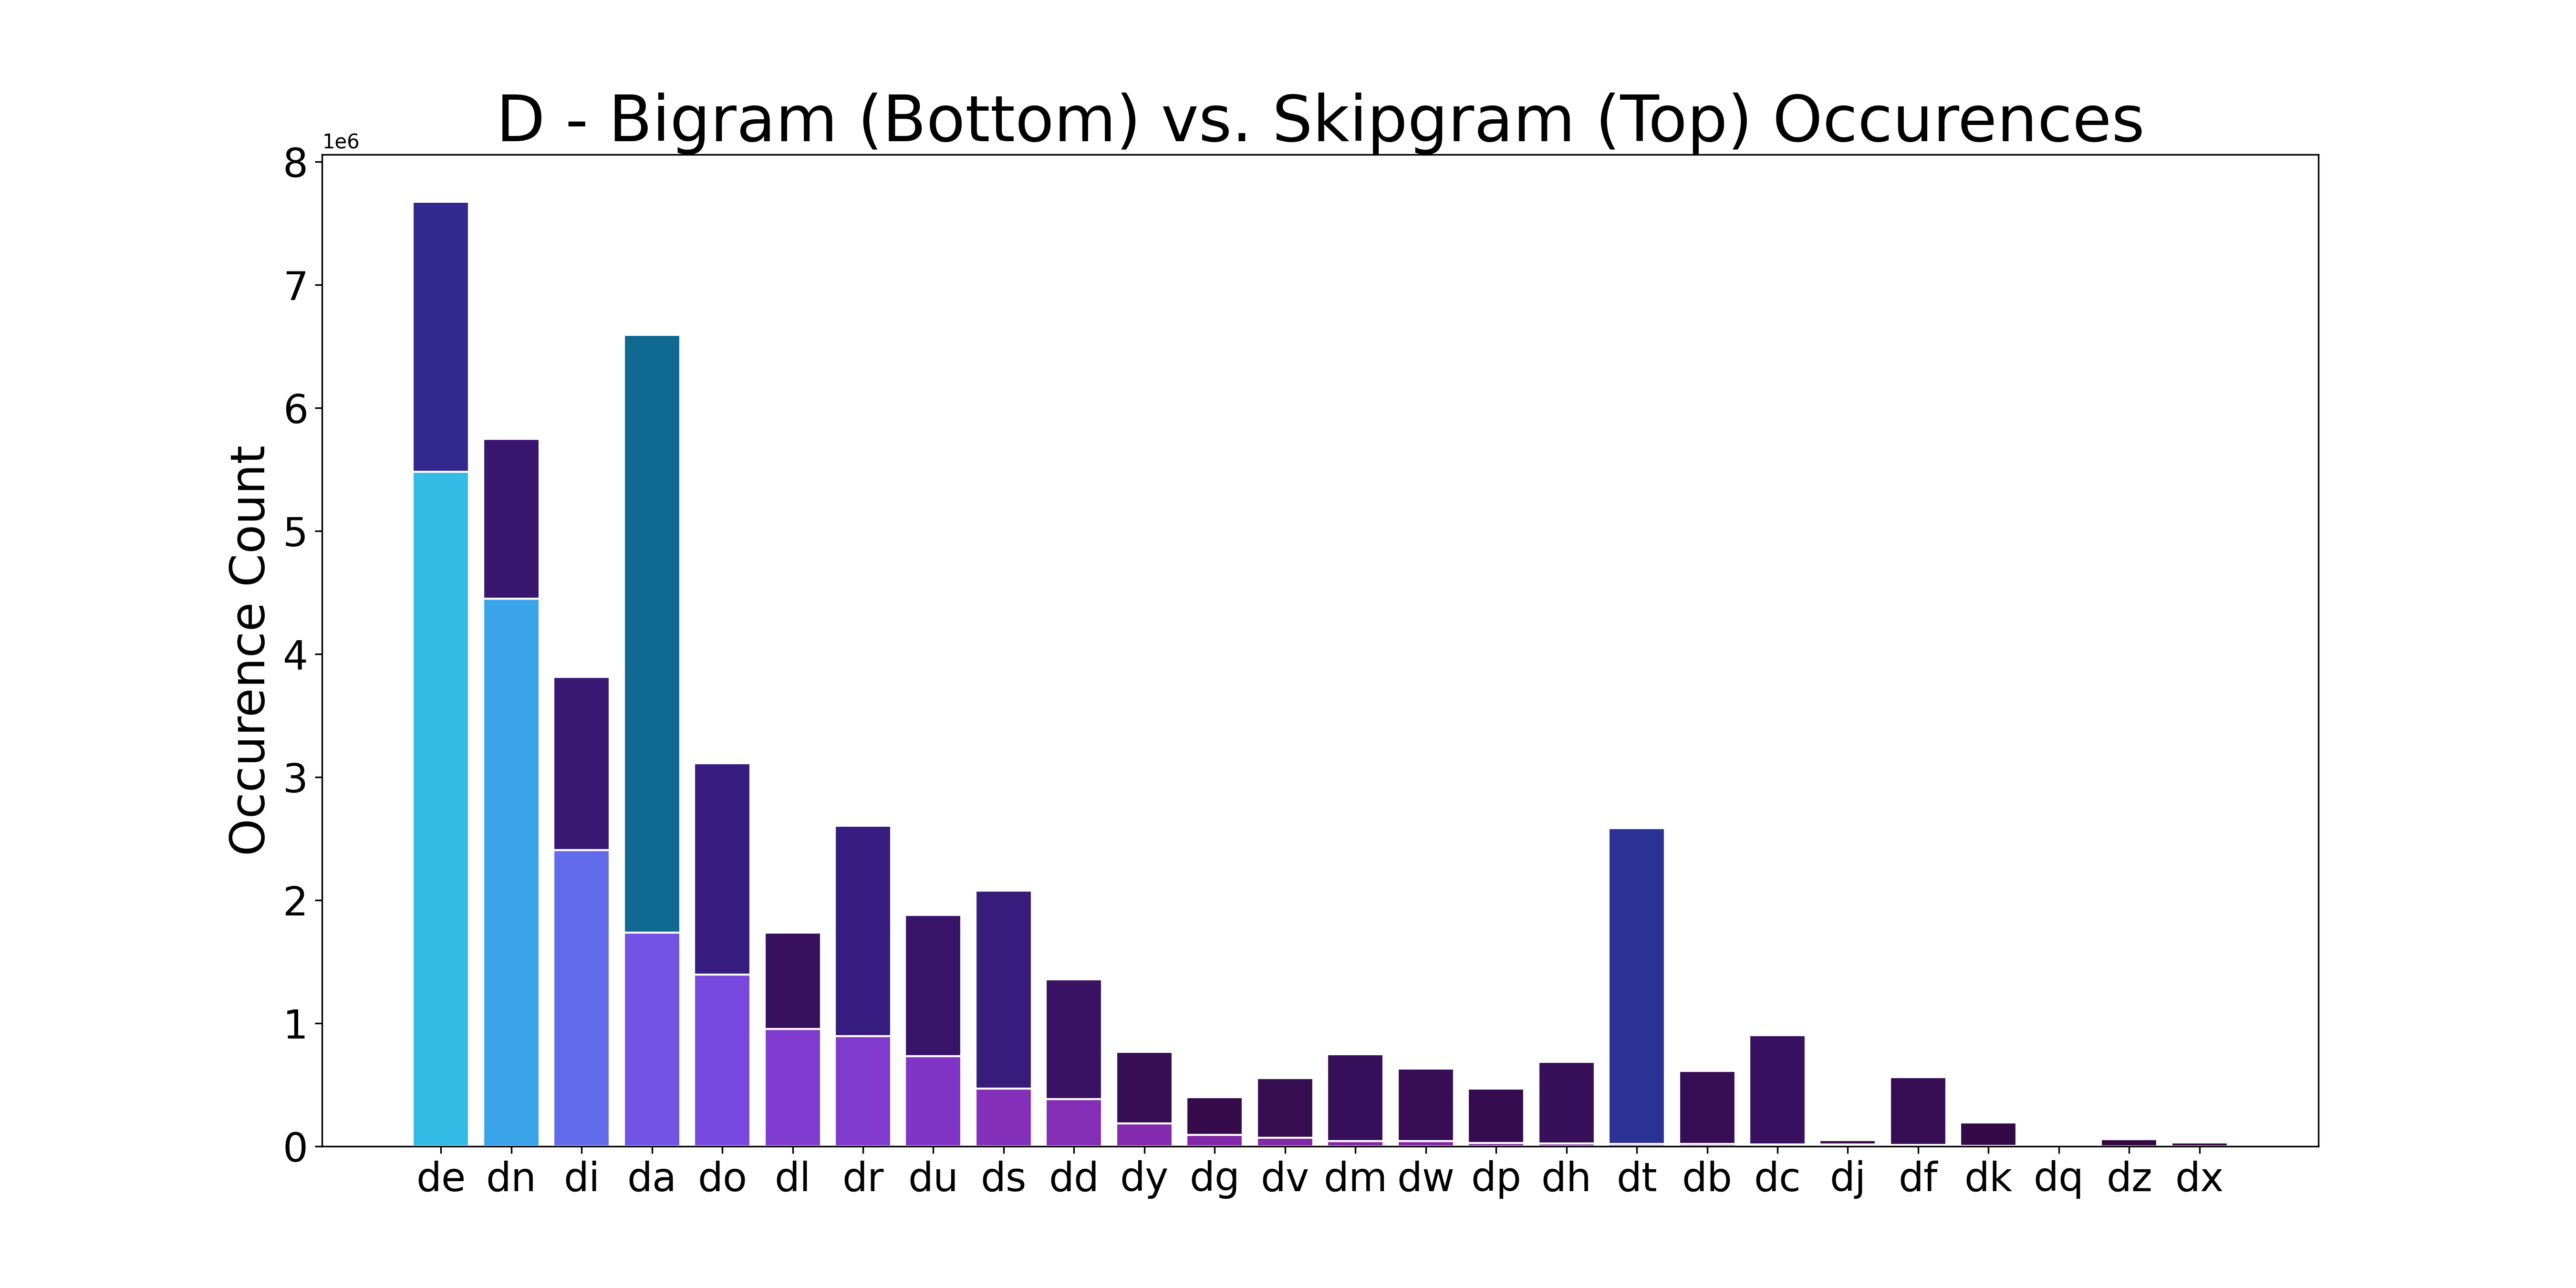 D - Bigram (Bottom) vs. Skipgram (Top) Occurences
1e6
8
7
6
5
4
3
2
1
0
Occurence Count
de dn di da do dl dr du ds dd dy dg dv dm dw dp dh dt db dc dj df dk dq dz dx